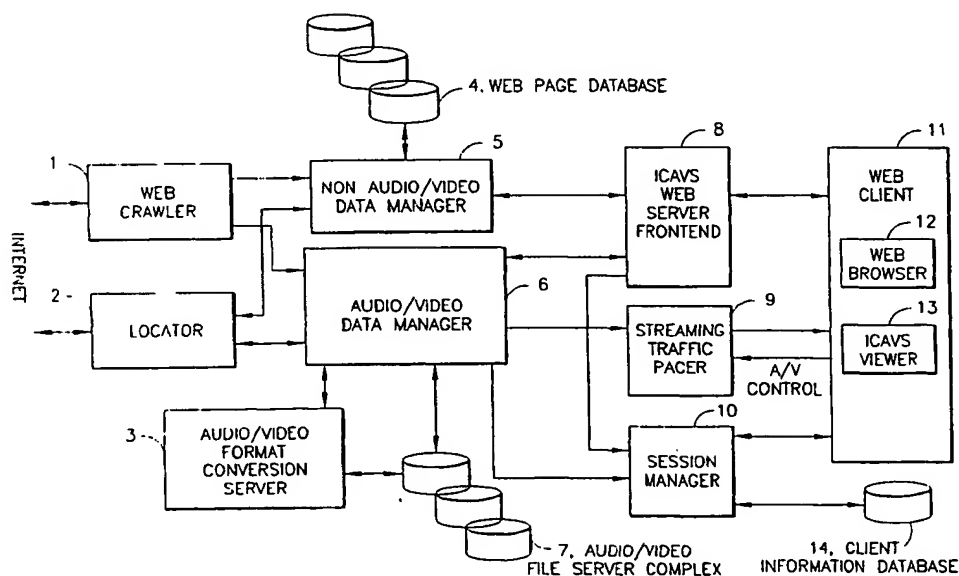 4, WEB PAGE DATABASE
1
WEB
CRAWLER
5
NON AUDIO/VIDEO
DATA MANAGER
8
ICAVS
WEB
SERVER
FRONTEND
11
WEB
CLIENT
12
WEB
BROWSER
13
ICAVS
VIEWER
INTERNET
2
LOCATOR
6
AUDIO/VIDEO
DATA MANAGER
9
STREAMING
TRAFFIC
PACER
A/V
CONTROL
3
AUDIO/VIDEO
FORMAT
CONVERSION
SERVER
10
SESSION
MANAGER
7, AUDIO/VIDEO
FILE SERVER COMPLEX
14, CLIENT
INFORMATION DATABASE